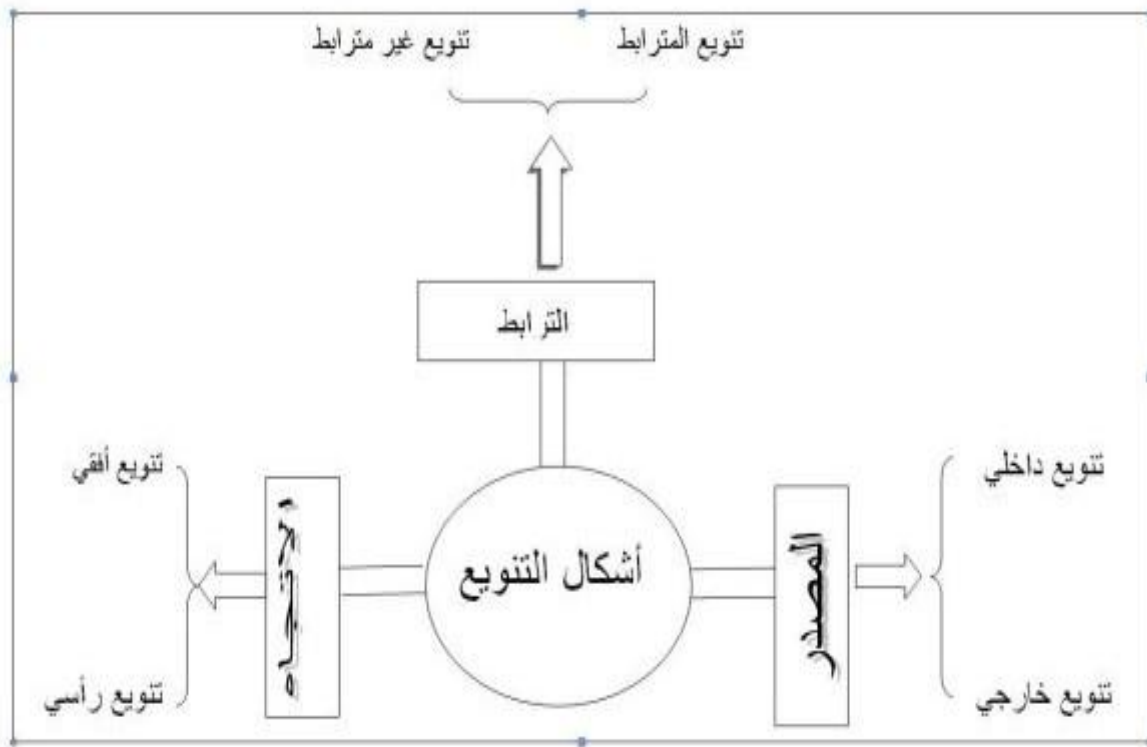 تنويع المترابط
تنويع غير مترابط
الترابط
تنويع داخلي
تنويع أفقي
المصدر
أشكال التنويع
الاتجاه
تنويع خارجي
تنويع رأسي